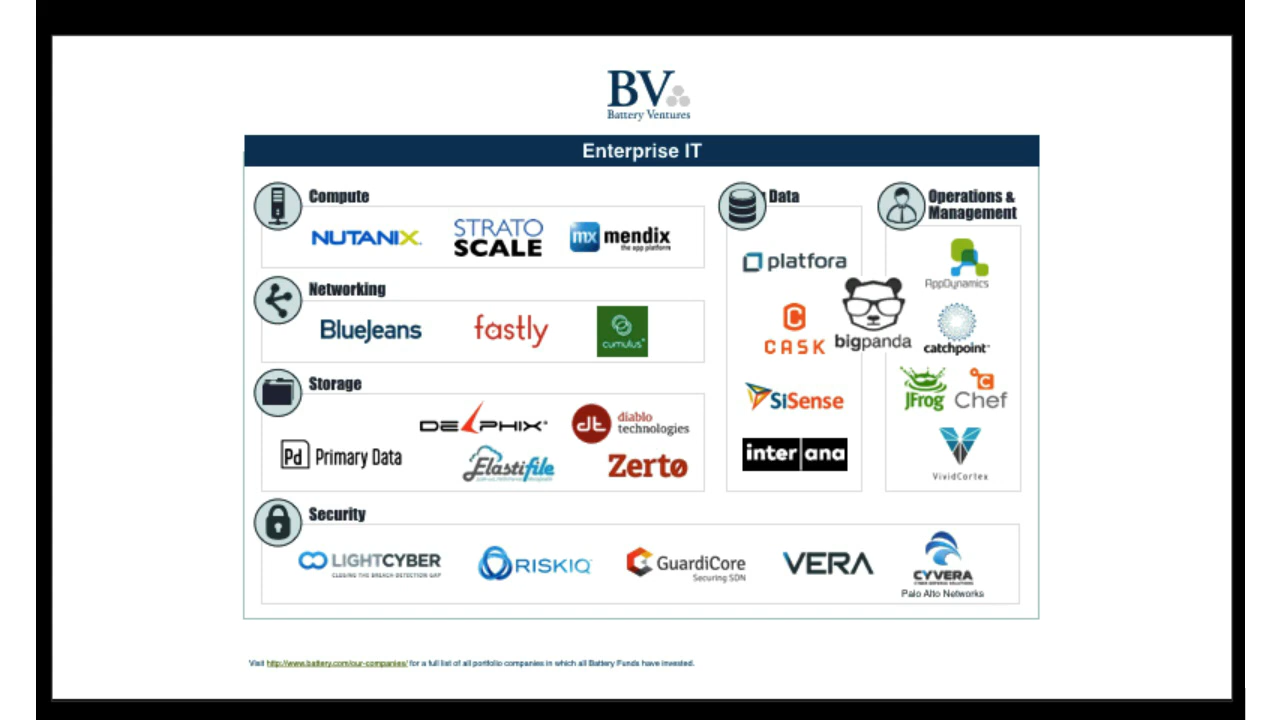 BV
Battery Ventures
Enterprise IT
Compute
NUTANIX
STRATO
SCALE
mx mendix
the app platform
Networking
BlueJeans
fastly
cumulus
Storage
DELPHIX
dt diablo
technologies
Pd Primary Data
Elastifile
Zertø
Data
platfora
CASK
bigpanda
SiSense
inter ana
Operations &
Management
AppDynamics
catchpoint
JFrog
Chef
VividCortex
Security
LIGHTCYBER
CLOSING THE BREACH DETECTION GAP
RISKIQ
GuardiCore
Securing SDN
VERA
CYVERA
CYBER DEFENSE SOLUTIONS
Palo Alto Networks
Visit http://www.battery.com/our-companies/ for a full list of all portfolio companies in which all Battery Funds have invested.